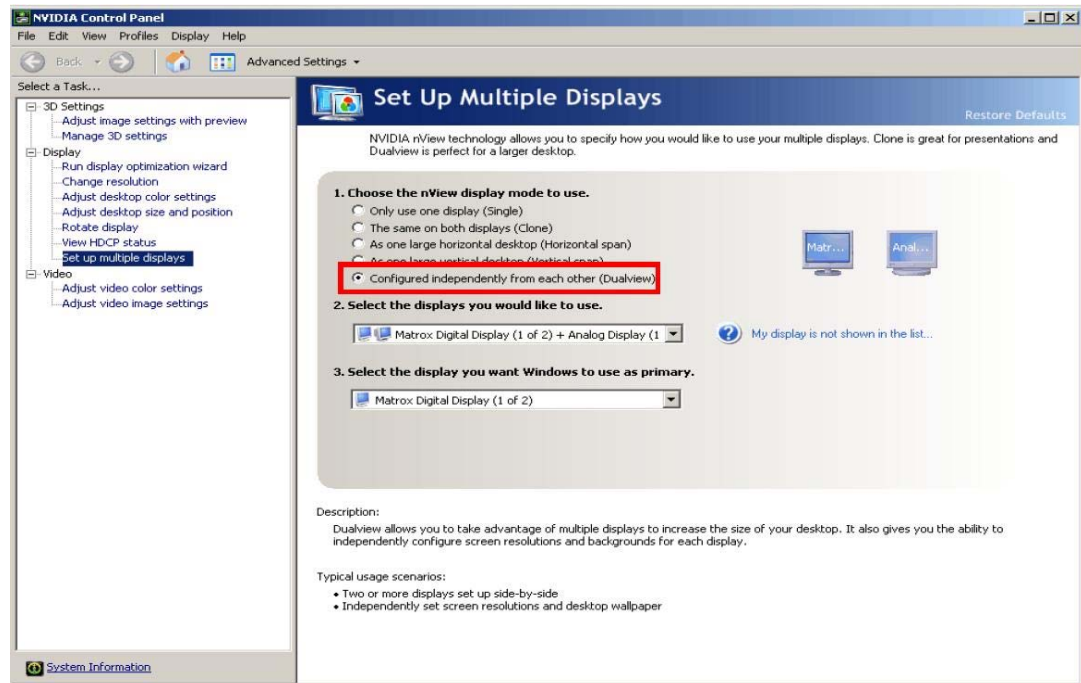 NVIDIA Control Panel
File Edit View Profiles Display Help
Back Advanced Settings
Select a Task...
3D Settings
Adjust image settings with preview
Manage 3D settings
Display
Run display optimization wizard
Change resolution
Adjust desktop color settings
Adjust desktop size and position
Rotate display
View HDCP status
Set up multiple displays
Video
Adjust video color settings
Adjust video image settings
System Information
Set Up Multiple Displays
Restore Defaults
NVIDIA nView technology allows you to specify how you would like to use your multiple displays. Clone is great for presentations and
Dualview is perfect for a larger desktop.
1. Choose the nView display mode to use.
Only use one display (Single)
The same on both displays (Clone)
As one large horizontal desktop (Horizontal span)
As one large vertical desktop (Vertical span)
Configured independently from each other (Dualview)
Matr... Anal...
2. Select the displays you would like to use.
Matrox Digital Display (1 of 2) + Analog Display (1
My display is not shown in the list...
3. Select the display you want Windows to use as primary.
Matrox Digital Display (1 of 2)
Description:
Dualview allows you to take advantage of multiple displays to increase the size of your desktop. It also gives you the ability to
independently configure screen resolutions and backgrounds for each display.
Typical usage scenarios:
• Two or more displays set up side-by-side
• Independently set screen resolutions and desktop wallpaper